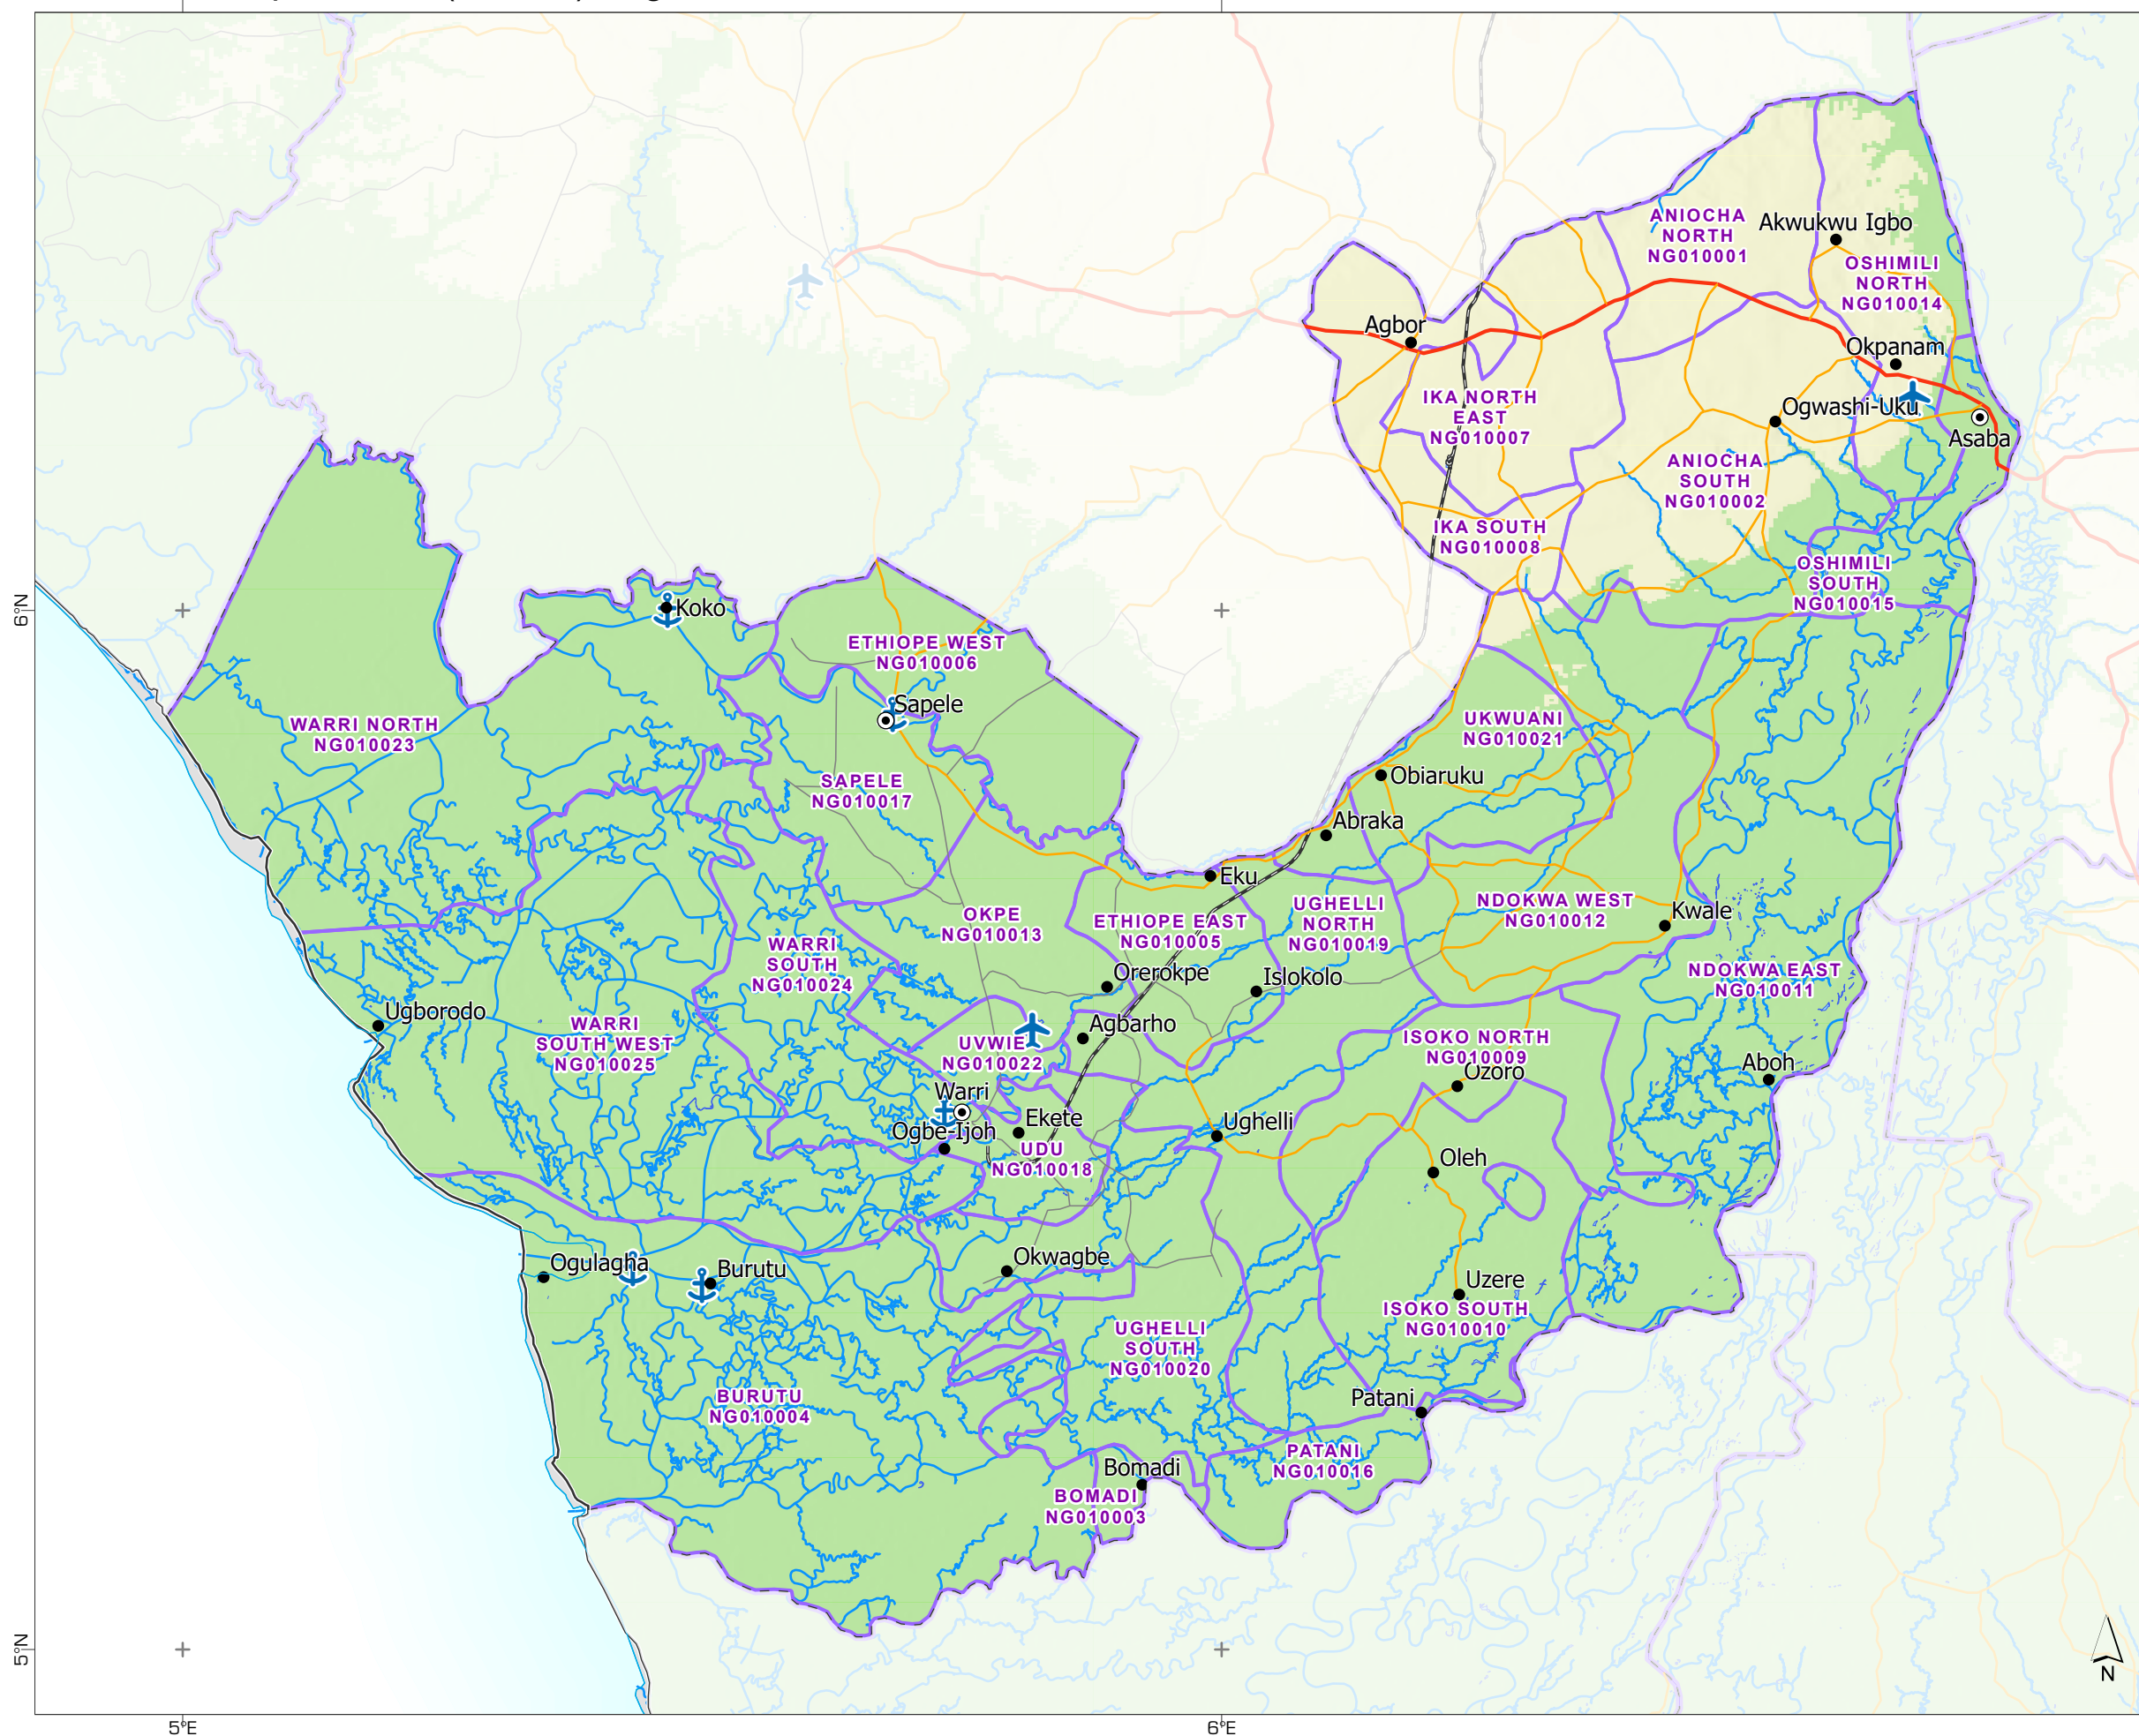 ANIOCHA
NORTH
NG010001
Akwukwu Igbo
OSHIMILI
NORTH
NG010014
Agbor
Okpanam
IKA NORTH
EAST
NG010007
Ogwashi-Uku
Asaba
ANIOCHA
SOUTH
NG010002
IKA SOUTH
NG010008
OSHIMILI
SOUTH
NG010015
6°N
Koko
ETHIOPE WEST
NG010006
Sapele
WARRI NORTH
NG010023
UKWUANI
NG010021
SAPELE
NG010017
Obiaruku
Abraka
Eku
OKPE
NG010013
ETHIOPE EAST
NG010005
UGHELLI
NORTH
NG010019
NDOKWA WEST
NG010012
Kwale
WARRI
SOUTH
NG010024
Orerokpe
Islokolo
NDOKWA EAST
NG010011
Ugborodo
WARRI
SOUTH WEST
NG010025
Agbarho
UVWIE
NG010022
ISOKO NORTH
NG010009
Ozoro
Aboh
Warri
Ekete
Ogbe-Ijoh
Ughelli
UDU
NG010018
Oleh
Ogulagha
Burutu
Okwagbe
Uzere
ISOKO SOUTH
NG010010
UGHELLI
SOUTH
NG010020
BURUTU
NG010004
Patani
PATANI
NG010016
Bomadi
BOMADI
NG010003
5°N
N
5°E
6°E